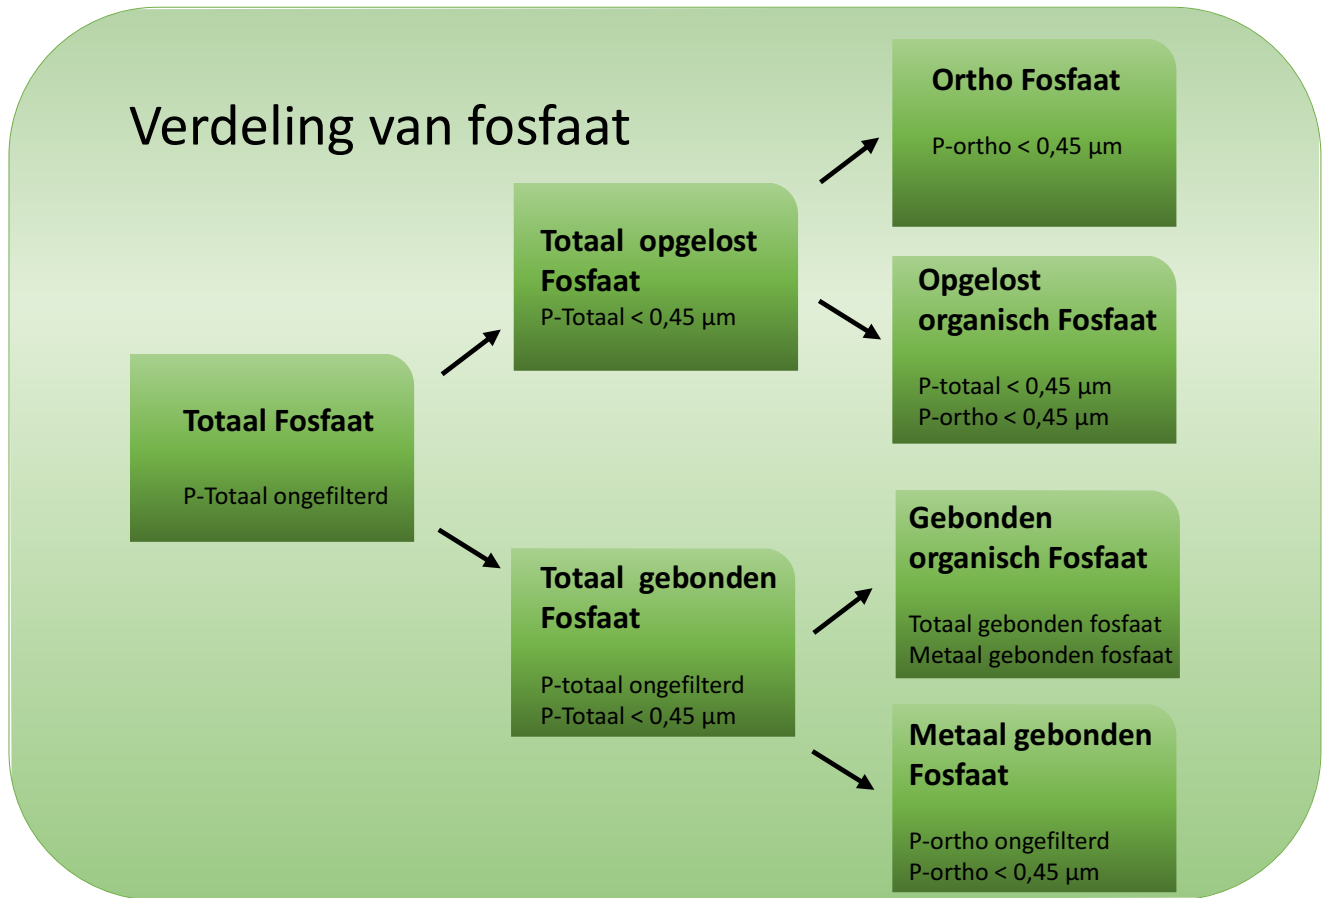 Verdeling van fosfaat
Totaal Fosfaat
P-Totaal ongefilterd
Totaal opgelost
Fosfaat
P-Totaal < 0,45 µm
Totaal gebonden
Fosfaat
P-totaal ongefilterd
P-Totaal < 0,45 µm
Ortho Fosfaat
P-ortho < 0,45 µm
Opgelost
organisch Fosfaat
P-totaal < 0,45 µm
P-ortho < 0,45 µm
Gebonden
organisch Fosfaat
Totaal gebonden fosfaat
Metaal gebonden fosfaat
Metaal gebonden
Fosfaat
P-ortho ongefilterd
P-ortho < 0,45 µm